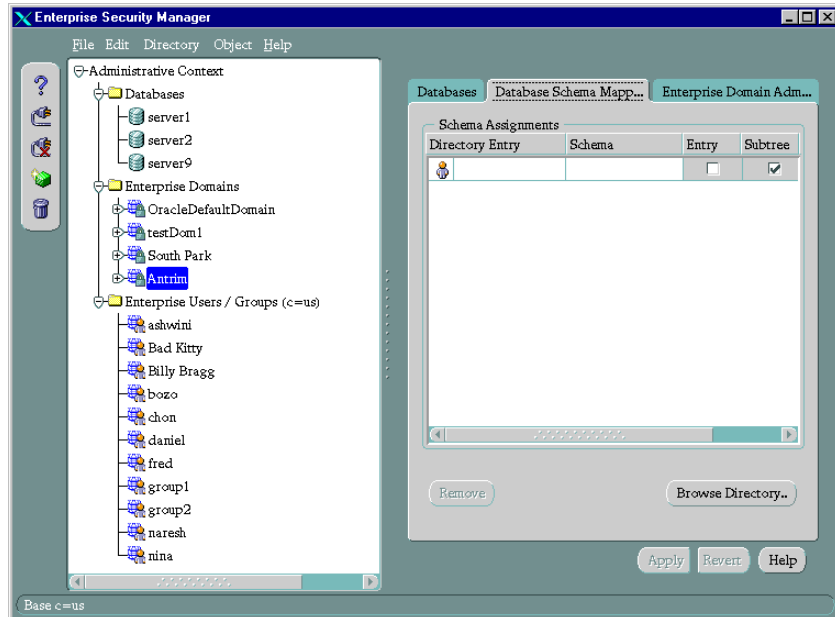 Enterprise Security Manager
File Edit Directory Object Help
Administrative Context
Databases
server1
server2
server9
Enterprise Domains
OracleDefaultDomain
testDom1
South Park
Antrim
Enterprise Users / Groups (c=us)
ashwini
Bad Kitty
Billy Bragg
bozo
chon
daniel
fred
group1
group2
naresh
nina
Databases Database Schema Mapp... Enterprise Domain Adm...
Schema Assignments
Directory Entry Schema Entry Subtree
Remove Browse Directory..
Apply Revert Help
Base c=us